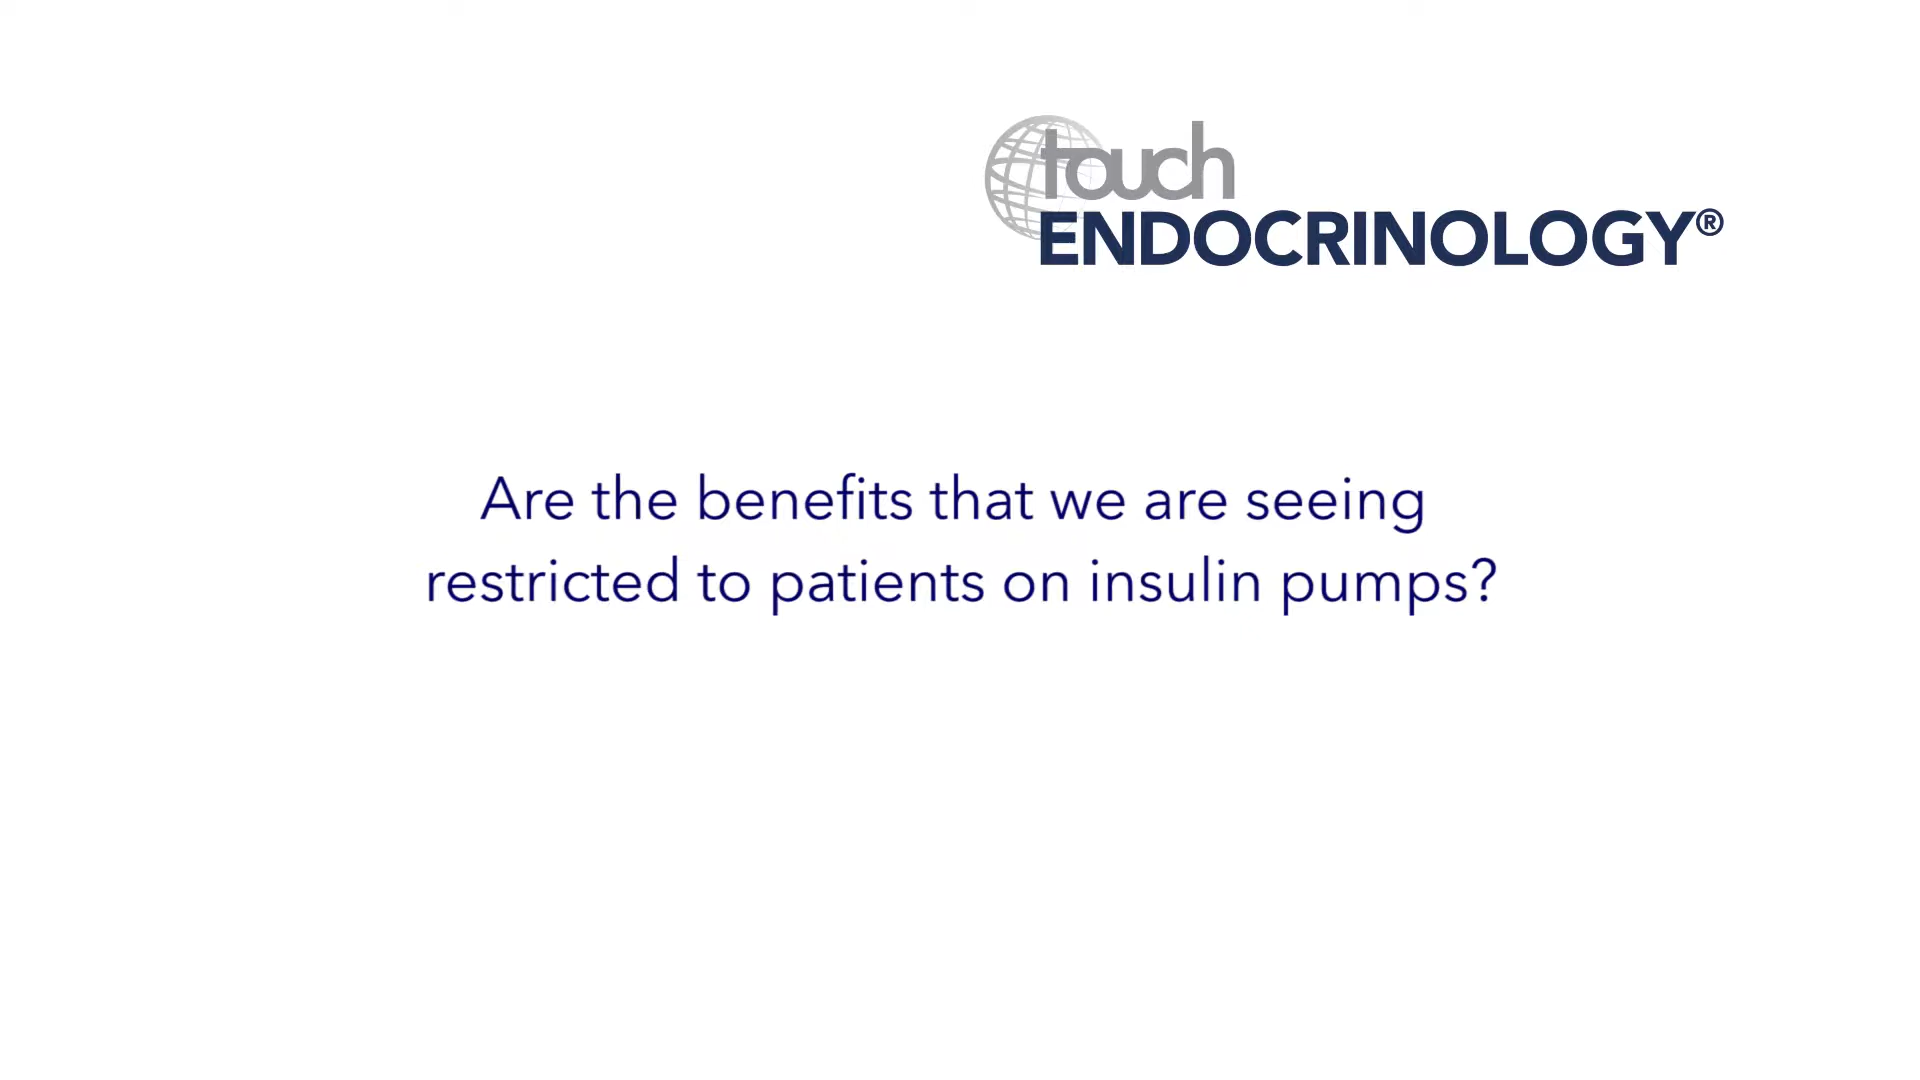 touch
ENDOCRINOLOGY®
Are the benefits that we are seeing
restricted to patients on insulin pumps?